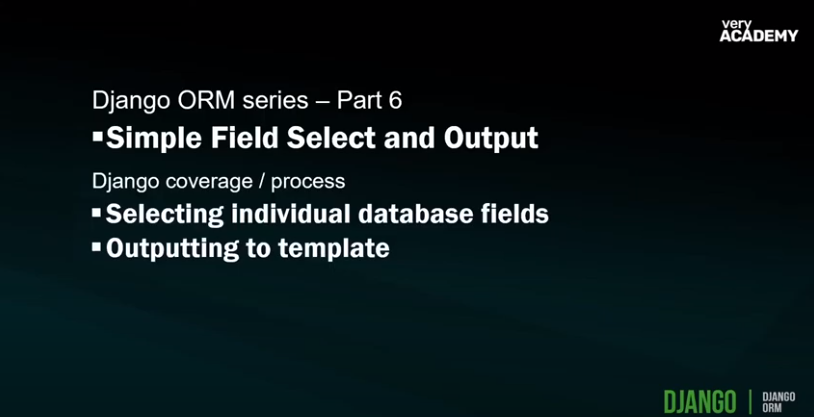 very
ACADEMY
Django ORM series – Part 6
▪Simple Field Select and Output
Django coverage / process
▪Selecting individual database fields
▪Outputting to template
DJANGO | DJANGO
ORM